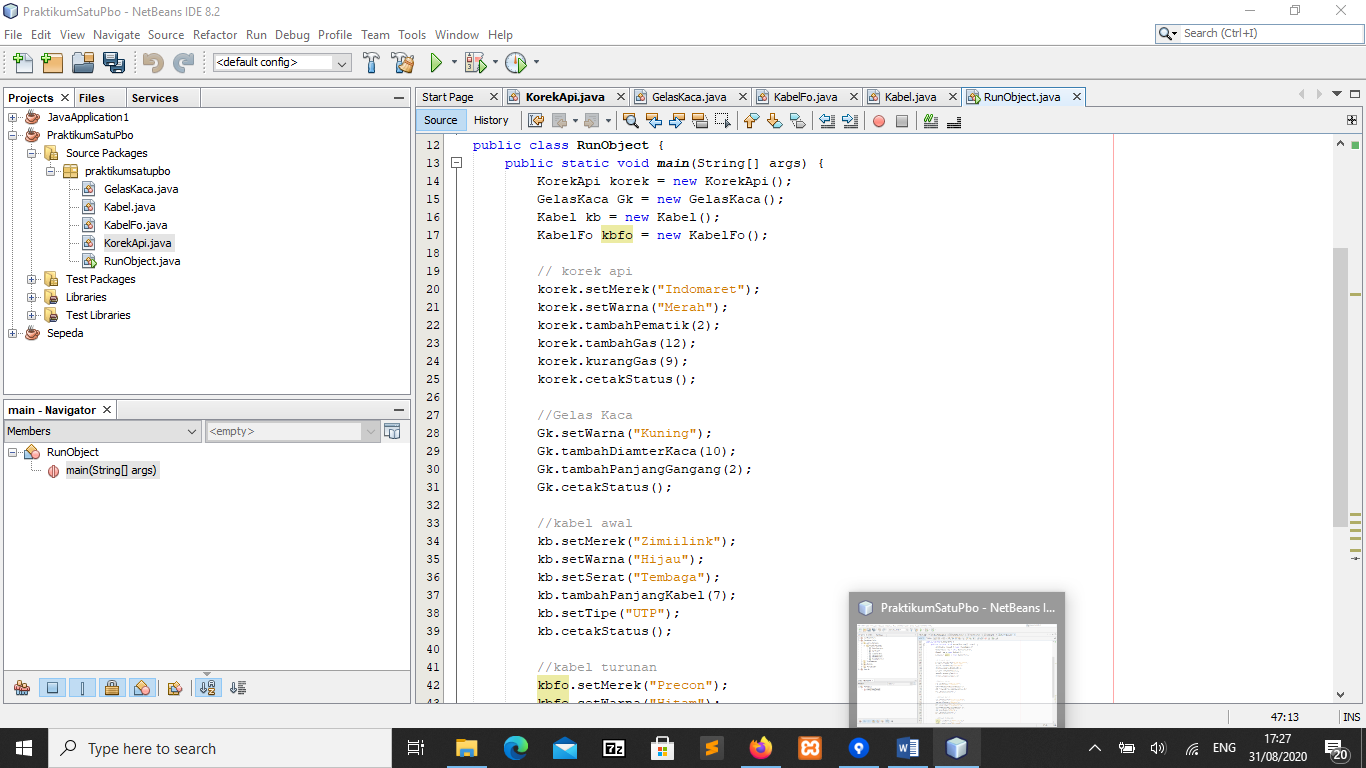 PraktikumSatuPbo - NetBeans IDE 8.2
File Edit View Navigate Source Refactor Run Debug Profile Team Tools Window Help
Search (Ctrl+I)
<default config>
Projects Files Services
JavaApplication1
PraktikumSatuPbo
Source Packages
praktikumsatupbo
GelasKaca.java
Kabel.java
KabelFo.java
KorekApi.java
RunObject.java
Test Packages
Libraries
Test Libraries
Sepeda
main - Navigator
Members <empty>
RunObject
main(String[] args)
Start Page KorekApi.java GelasKaca.java KabelFo.java Kabel.java RunObject.java
Source History
12 public class RunObject {
13 public static void main(String[] args) {
14 KorekApi korek = new KorekApi();
15 GelasKaca Gk = new GelasKaca();
16 Kabel kb = new Kabel();
17 KabelFo kbfo = new KabelFo();
18
19 // korek api
20 korek.setMerek("Indomaret");
21 korek.setWarna("Merah");
22 korek.tambahPematik(2);
23 korek.tambahGas(12);
24 korek.kurangGas(9);
25 korek.cetakStatus();
26
27 //Gelas Kaca
28 Gk.setWarna("Kuning");
29 Gk.tambahDiamterKaca(10);
30 Gk.tambahPanjangGangang(2);
31 Gk.cetakStatus();
32
33 //kabel awal
34 kb.setMerek("Zimiilink");
35 kb.setWarna("Hijau");
36 kb.setSerat("Tembaga");
37 kb.tambahPanjangKabel(7);
38 kb.setTipe("UTP");
39 kb.cetakStatus();
40
41 //kabel turunan
42 kbfo.setMerek("Precon");
43 kbfo.setWarna("Hitam");
PraktikumSatuPbo - NetBeans I...
47:13 INS
Type here to search
7z
ENG
17:27
31/08/2020
20